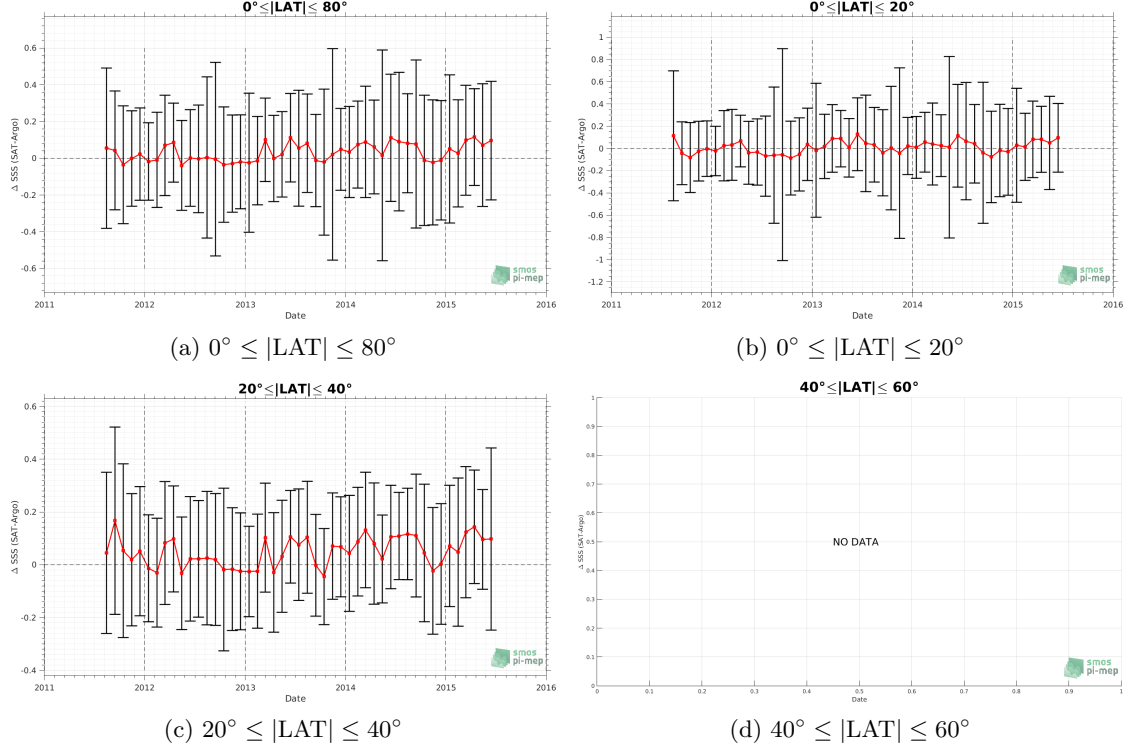 0°≤|LAT|≤ 80°
Δ SSS (SAT-Argo)
0.6
0.4
0.2
0
-0.2
-0.4
-0.6
2011 2012 2013 2014 2015 2016
Date
smos
pi-mep
(a) 0° ≤ |LAT| ≤ 80°
0°≤|LAT|≤ 20°
Δ SSS (SAT-Argo)
1
0.8
0.6
0.4
0.2
0
-0.2
-0.4
-0.6
-0.8
-1
-1.2
2011 2012 2013 2014 2015 2016
Date
smos
pi-mep
(b) 0° ≤ |LAT| ≤ 20°
20°≤|LAT|≤ 40°
Δ SSS (SAT-Argo)
0.6
0.4
0.2
0
-0.2
-0.4
2011 2012 2013 2014 2015 2016
Date
smos
pi-mep
(c) 20° ≤ |LAT| ≤ 40°
40°≤|LAT|≤ 60°
Δ SSS (SAT-Argo)
1
0.9
0.8
0.7
0.6
0.5
0.4
0.3
0.2
0.1
0
NO DATA
0 0.1 0.2 0.3 0.4 0.5 0.6 0.7 0.8 0.9 1
Date
smos
pi-mep
(d) 40° ≤ |LAT| ≤ 60°